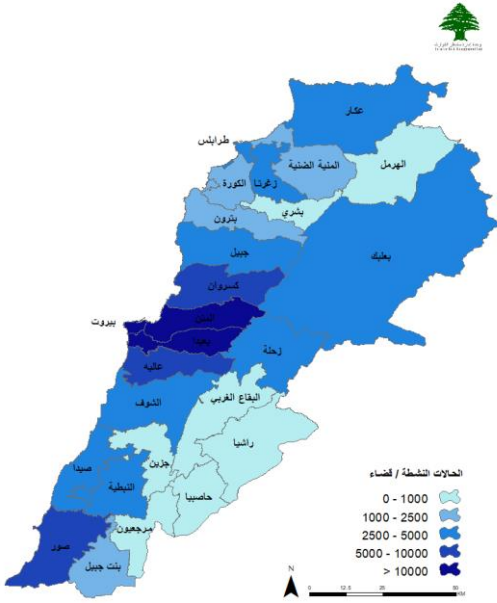 عكار
طرابلس
الهرمل
المنية الضنية
زغرتا
الكورة
بشري
بترون
بعلبك
جبيل
كسروان
المتن
بيروت
بعبدا
زحلة
عاليه
البقاع الغربي
الشوف
راشيا
جزين
صيدا
النبطية
حاصبيا
مرجعيون
صور
بنت جبيل
الحالات النشطة / قضاء
0 - 1000
1000 - 2500
2500 - 5000
5000 - 10000
> 10000
N
0 12.5 25 50
KM